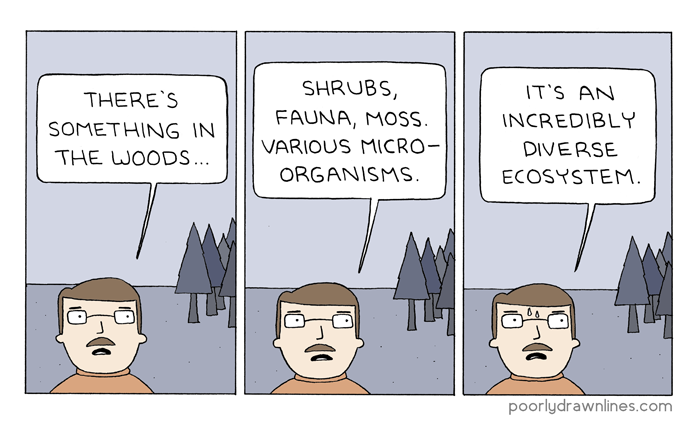 THERE'S
SOMETHING IN
THE WOODS...
SHRUBS,
FAUNA, MOSS.
VARIOUS MICRO-
ORGANISMS.
IT'S AN
INCREDIBLY
DIVERSE
ECOSYSTEM.
poorlydrawnlines.com